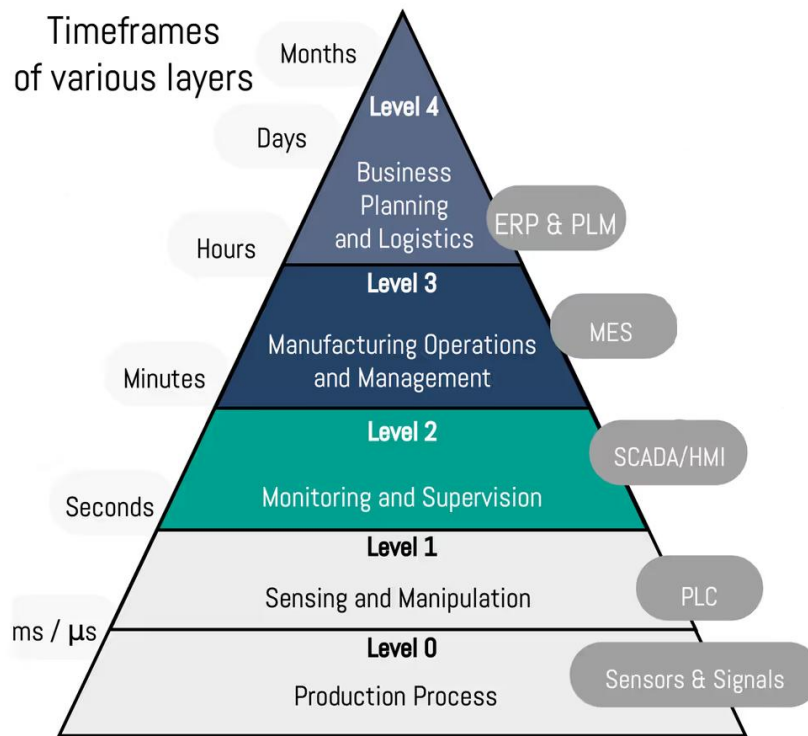 Timeframes
of various layers
Months
Days
Hours
Minutes
Seconds
ms / µs
Level 4
Business
Planning
and Logistics
ERP & PLM
Level 3
Manufacturing Operations
and Management
MES
Level 2
Monitoring and Supervision
SCADA/HMI
Level 1
Sensing and Manipulation
PLC
Level 0
Production Process
Sensors & Signals